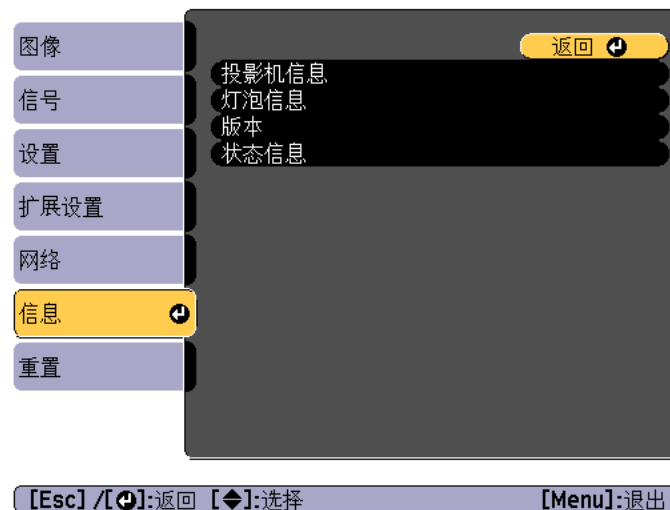 图像
信号
设置
扩展设置
网络
信息
重置
返回
投影机信息
灯泡信息
版本
状态信息
[Esc] /[⏎]:返回 [◆]:选择 [Menu]:退出